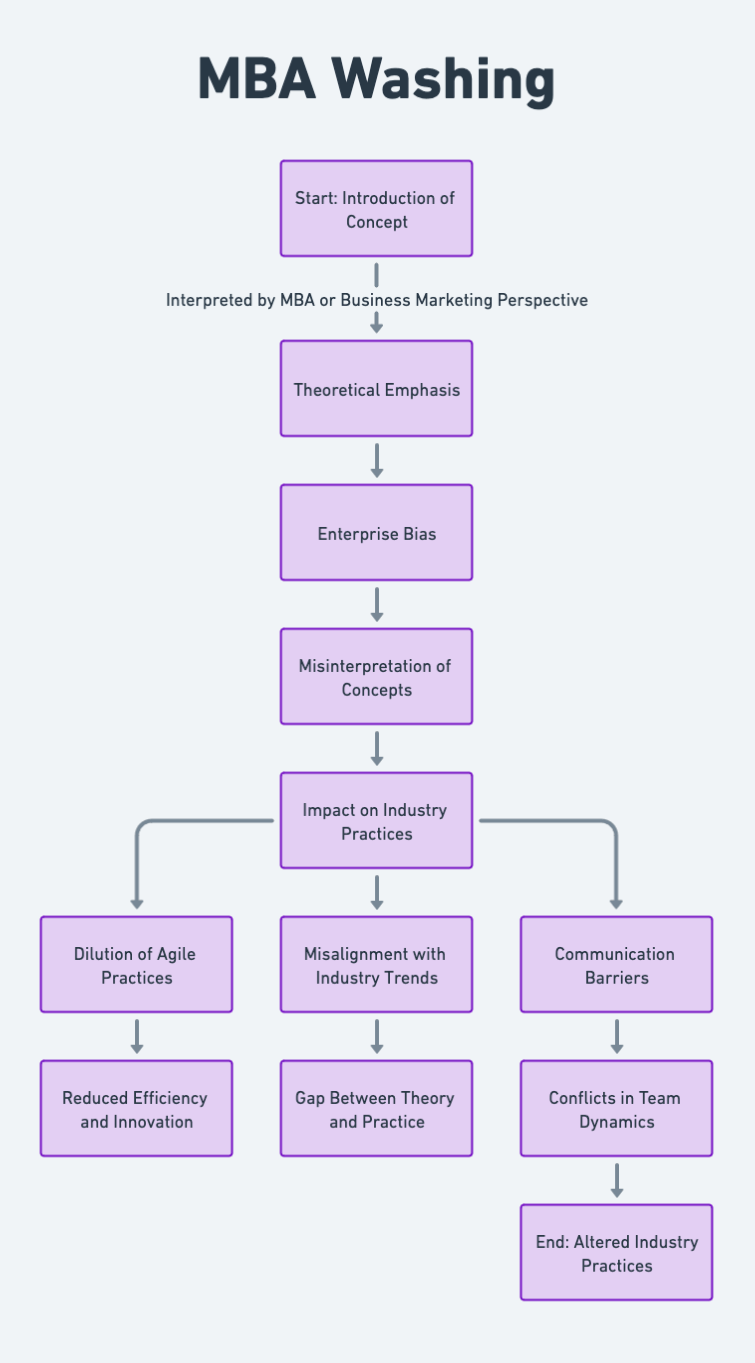 MBA Washing
Start: Introduction of
Concept
Interpreted by MBA or Business Marketing Perspective
Theoretical Emphasis
Enterprise Bias
Misinterpretation of
Concepts
Impact on Industry
Practices
Dilution of Agile
Practices
Misalignment with
Industry Trends
Communication
Barriers
Reduced Efficiency
and Innovation
Gap Between Theory
and Practice
Conflicts in Team
Dynamics
End: Altered Industry
Practices